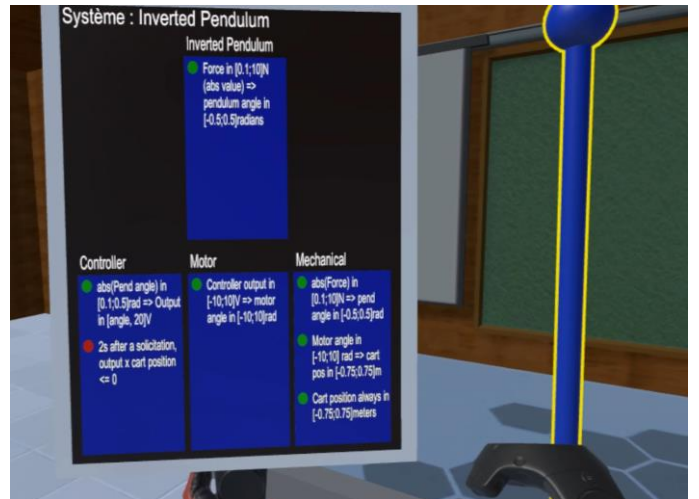 Système : Inverted Pendulum
Inverted Pendulum
Force in [0.1;10]N
(abs value) =>
pendulum angle in
[-0.5;0.5]radians
Controller
abs(Pend angle) in
[0.1;0.5]rad => Output
in [angle, 20]V
2s after a solicitation,
output x cart position
<= 0
Motor
Controller output in
[-10;10]V => motor
angle in [-10;10]rad
Mechanical
abs(Force) in
[0.1;10]N => pend
angle in [-0.5;0.5]rad
Motor angle in
[-10;10] rad => cart
pos in [-0.75;0.75]m
Cart position always in
[-0.75;0.75]meters